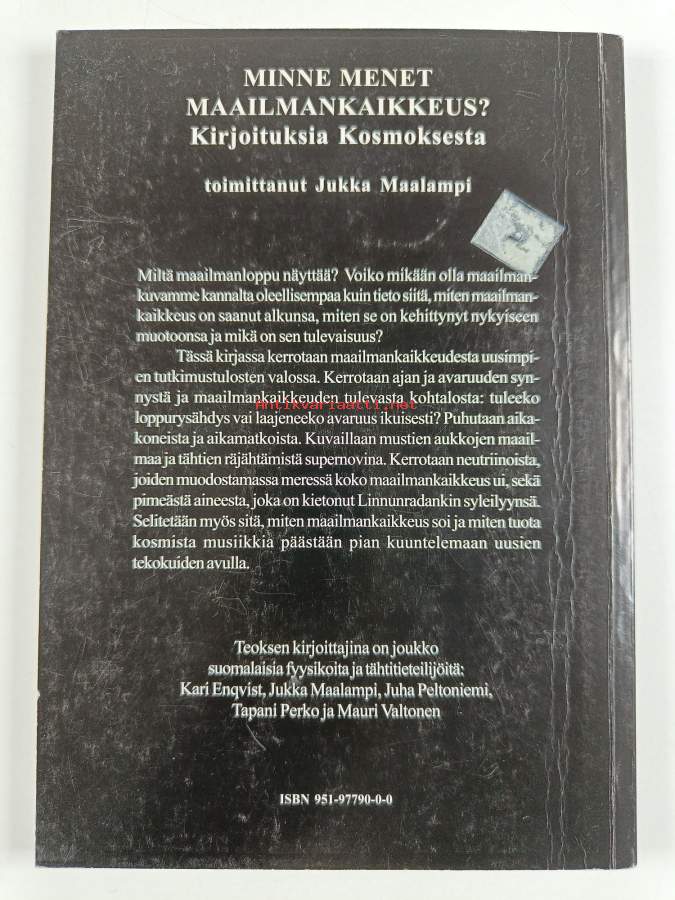 MINNE MENET
MAAILMANKAIKKEUS?
Kirjoituksia Kosmoksesta
toimittanut Jukka Maalampi
Miltä maailmanloppu näyttää? Voiko mikään olla maailman-
kuvamme kannalta oleellisempaa kuin tieto siitä, miten maailman-
kaikkeus on saanut alkunsa, miten se on kehittynyt nykyiseen
muotoonsa ja mikä on sen tulevaisuus?
Tässä kirjassa kerrotaan maailmankaikkeudesta uusimpi-
en tutkimustulosten valossa. Kerrotaan ajan ja avaruuden syn-
nystä ja maailmankaikkeuden tulevasta kohtalosta: tuleeko
Antikvariaatti.net
loppurysähdys vai laajeneeko avaruus ikuisesti? Puhutaan aika-
koneista ja aikamatkoista. Kuvaillaan mustien aukkojen maail-
maa ja tähtien räjähtämistä supernovina. Kerrotaan neutriinoista,
joiden muodostamassa meressä koko maailmankaikkeus ui, sekä
pimeästä aineesta, joka on kietonut Linnunradankin syleilyynsä.
Selitetään myös sitä, miten maailmankaikkeus soi ja miten tuota
kosmista musiikkia päästään pian kuuntelemaan uusien
tekokuiden avulla.
Teoksen kirjoittajina on joukko
suomalaisia fyysikoita ja tähtitieteilijöitä:
Kari Enqvist, Jukka Maalampi, Juha Peltoniemi,
Tapani Perko ja Mauri Valtonen
ISBN 951-97790-0-0